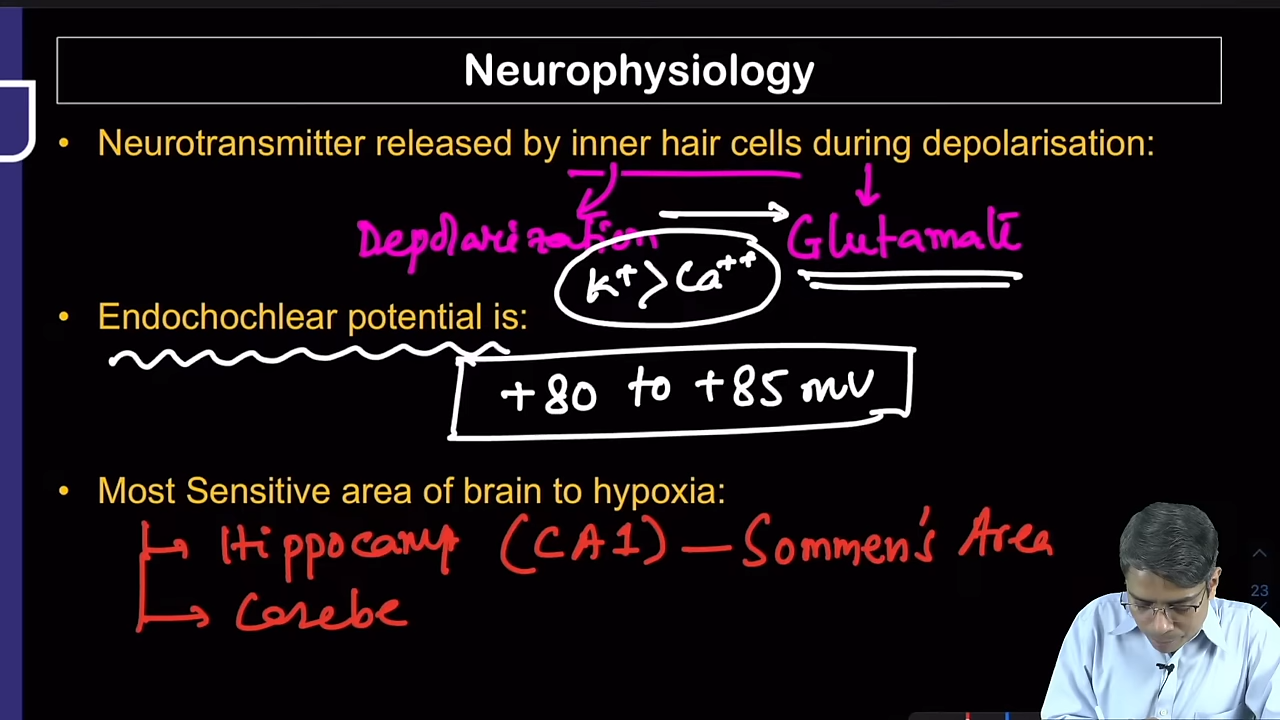 Neurophysiology
• Neurotransmitter released by inner hair cells during depolarisation:
Depolarization → Glutamate
K+ > Ca++
• Endochochlear potential is:
+80 to +85 mV
• Most Sensitive area of brain to hypoxia:
→ Hippocamp (CA1) – Sommer's Area
→ Cerebe
23